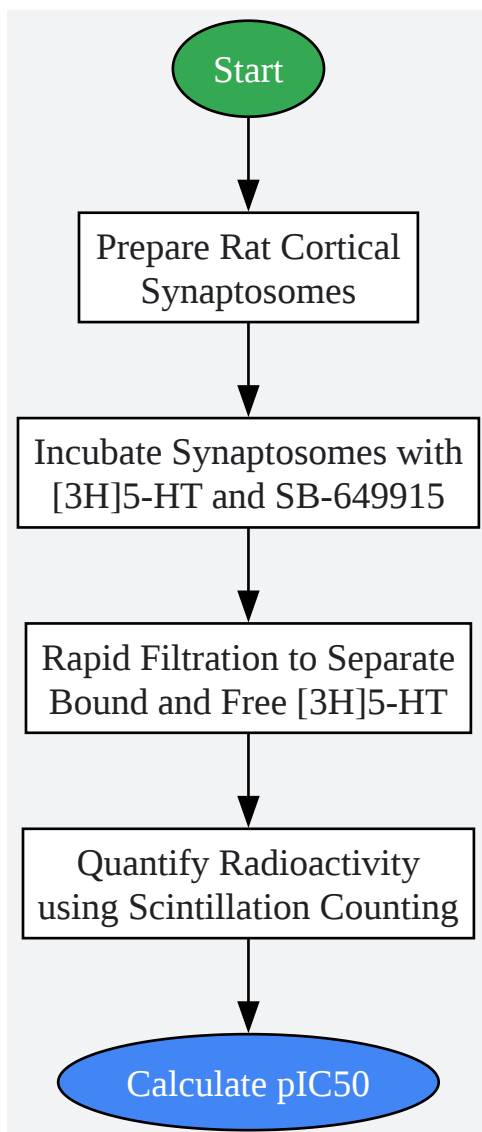 Start
Prepare Rat Cortical
Synaptosomes
Incubate Synaptosomes with
[3H]5-HT and SB-649915
Rapid Filtration to Separate
Bound and Free [3H]5-HT
Quantify Radioactivity
using Scintillation Counting
Calculate pIC50